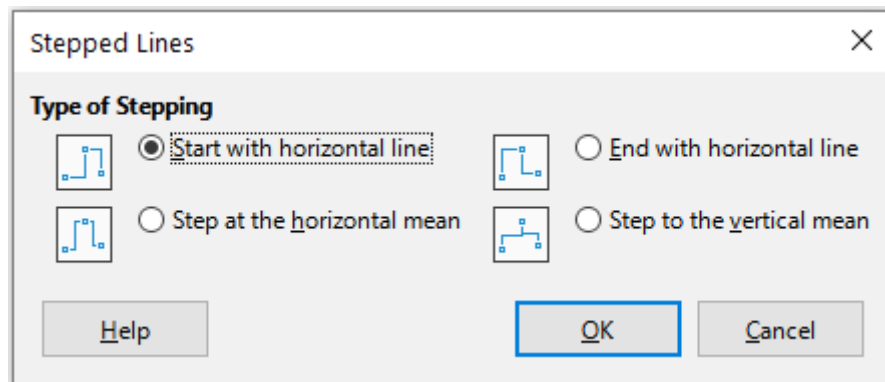 Stepped Lines
Type of Stepping
Start with horizontal line
End with horizontal line
Step at the horizontal mean
Step to the vertical mean
Help
OK
Cancel